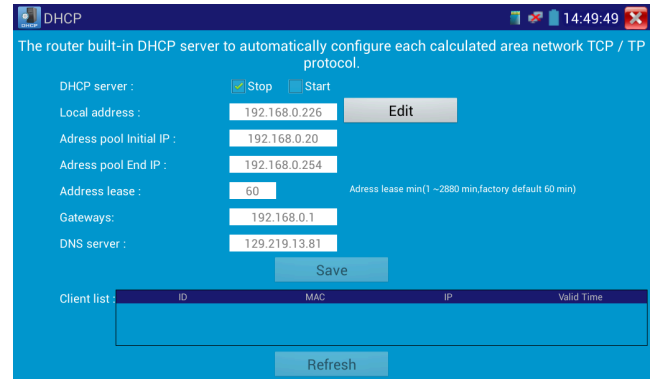 DHCP 14:49:49
The router built-in DHCP server to automatically configure each calculated area network TCP / TP
protocol.
DHCP server : Stop Start
Local address : 192.168.0.226 Edit
Adress pool Initial IP : 192.168.0.20
Adress pool End IP : 192.168.0.254
Address lease : 60 Adress lease min(1 ~2880 min,factory default 60 min)
Gateways: 192.168.0.1
DNS server : 129.219.13.81
Save
Client list : ID MAC IP Valid Time
Refresh